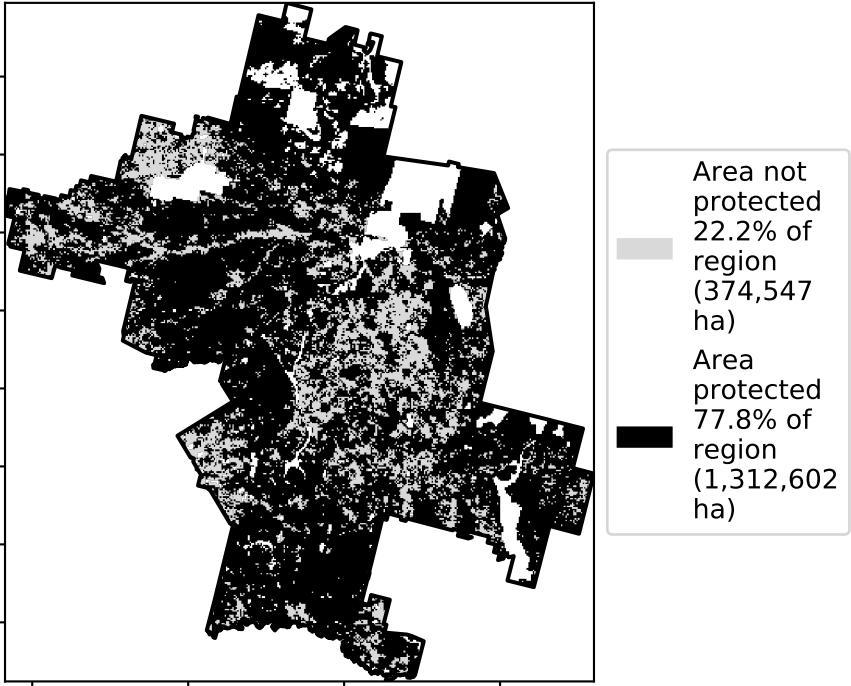 Area not
protected
22.2% of
region
(374,547
ha)
Area
protected
77.8% of
region
(1,312,602
ha)